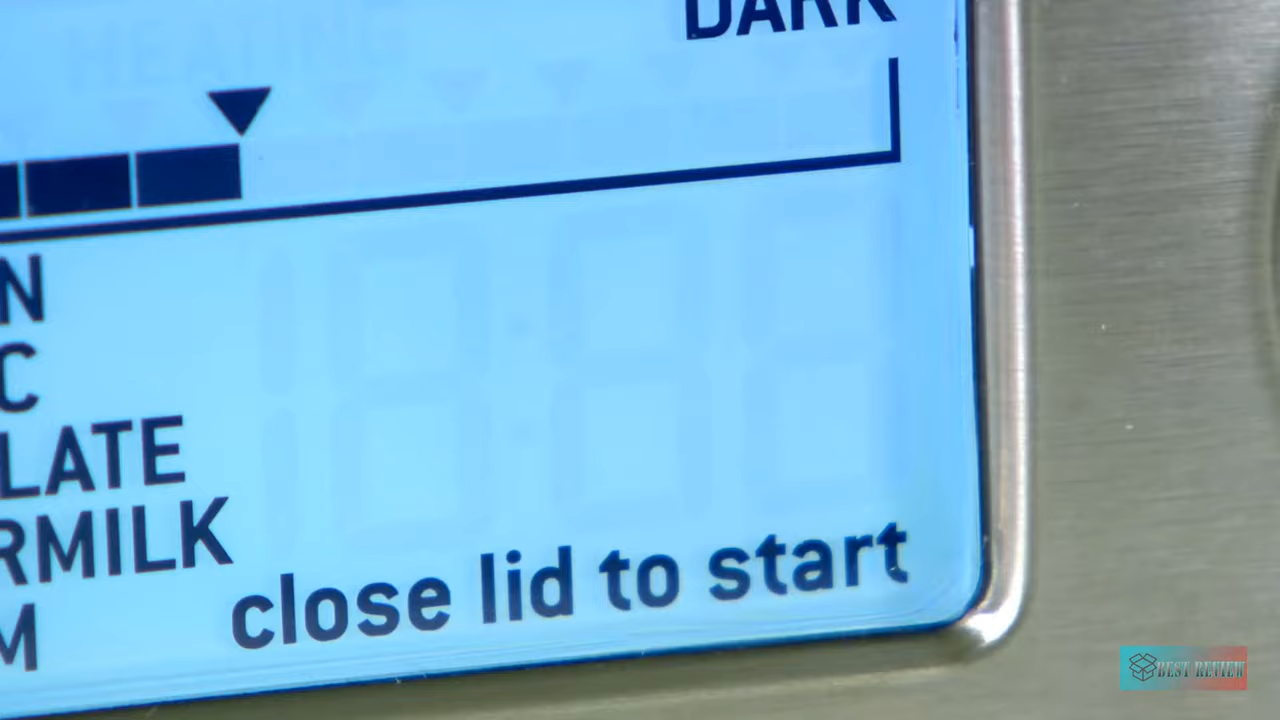 DARK
HEATING
N
C
LATE
RMILK
M
close lid to start
BEST REVIEW